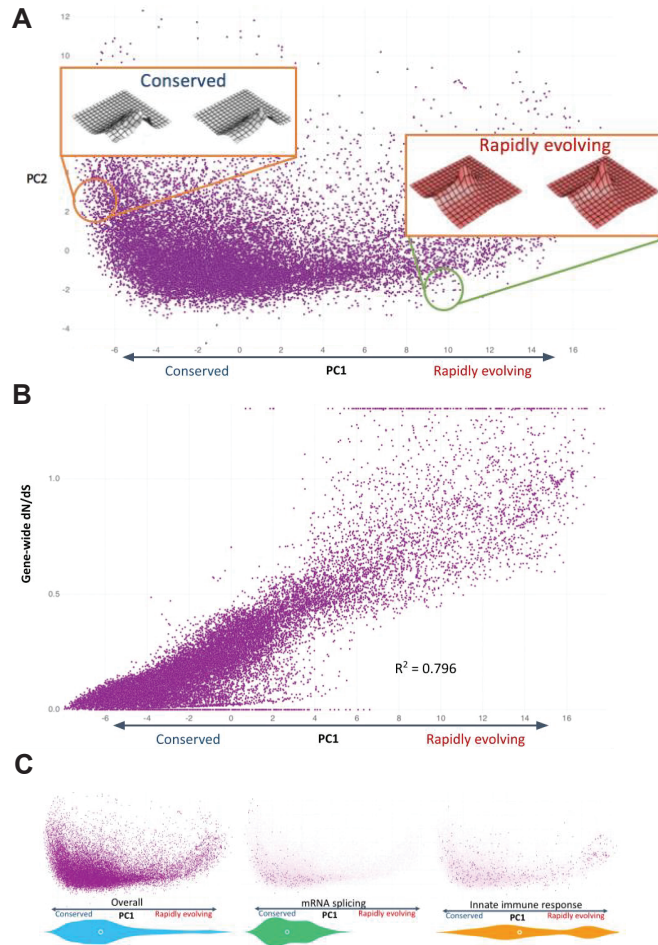 A
12
10
Conserved
Rapidly evolving
PC2
2
0
-2
-4
-6 -4 -2 0 2 4 6 8 10 12 14 16
Conserved PC1 Rapidly evolving
B
Gene-wide dN/dS
1.0
0.5
0.0
R² = 0.796
-6 -4 -2 0 2 4 6 8 10 12 14 16
Conserved PC1 Rapidly evolving
C
Overall
Conserved PC1 Rapidly evolving
mRNA splicing
Conserved PC1 Rapidly evolving
Innate immune response
Conserved PC1 Rapidly evolving